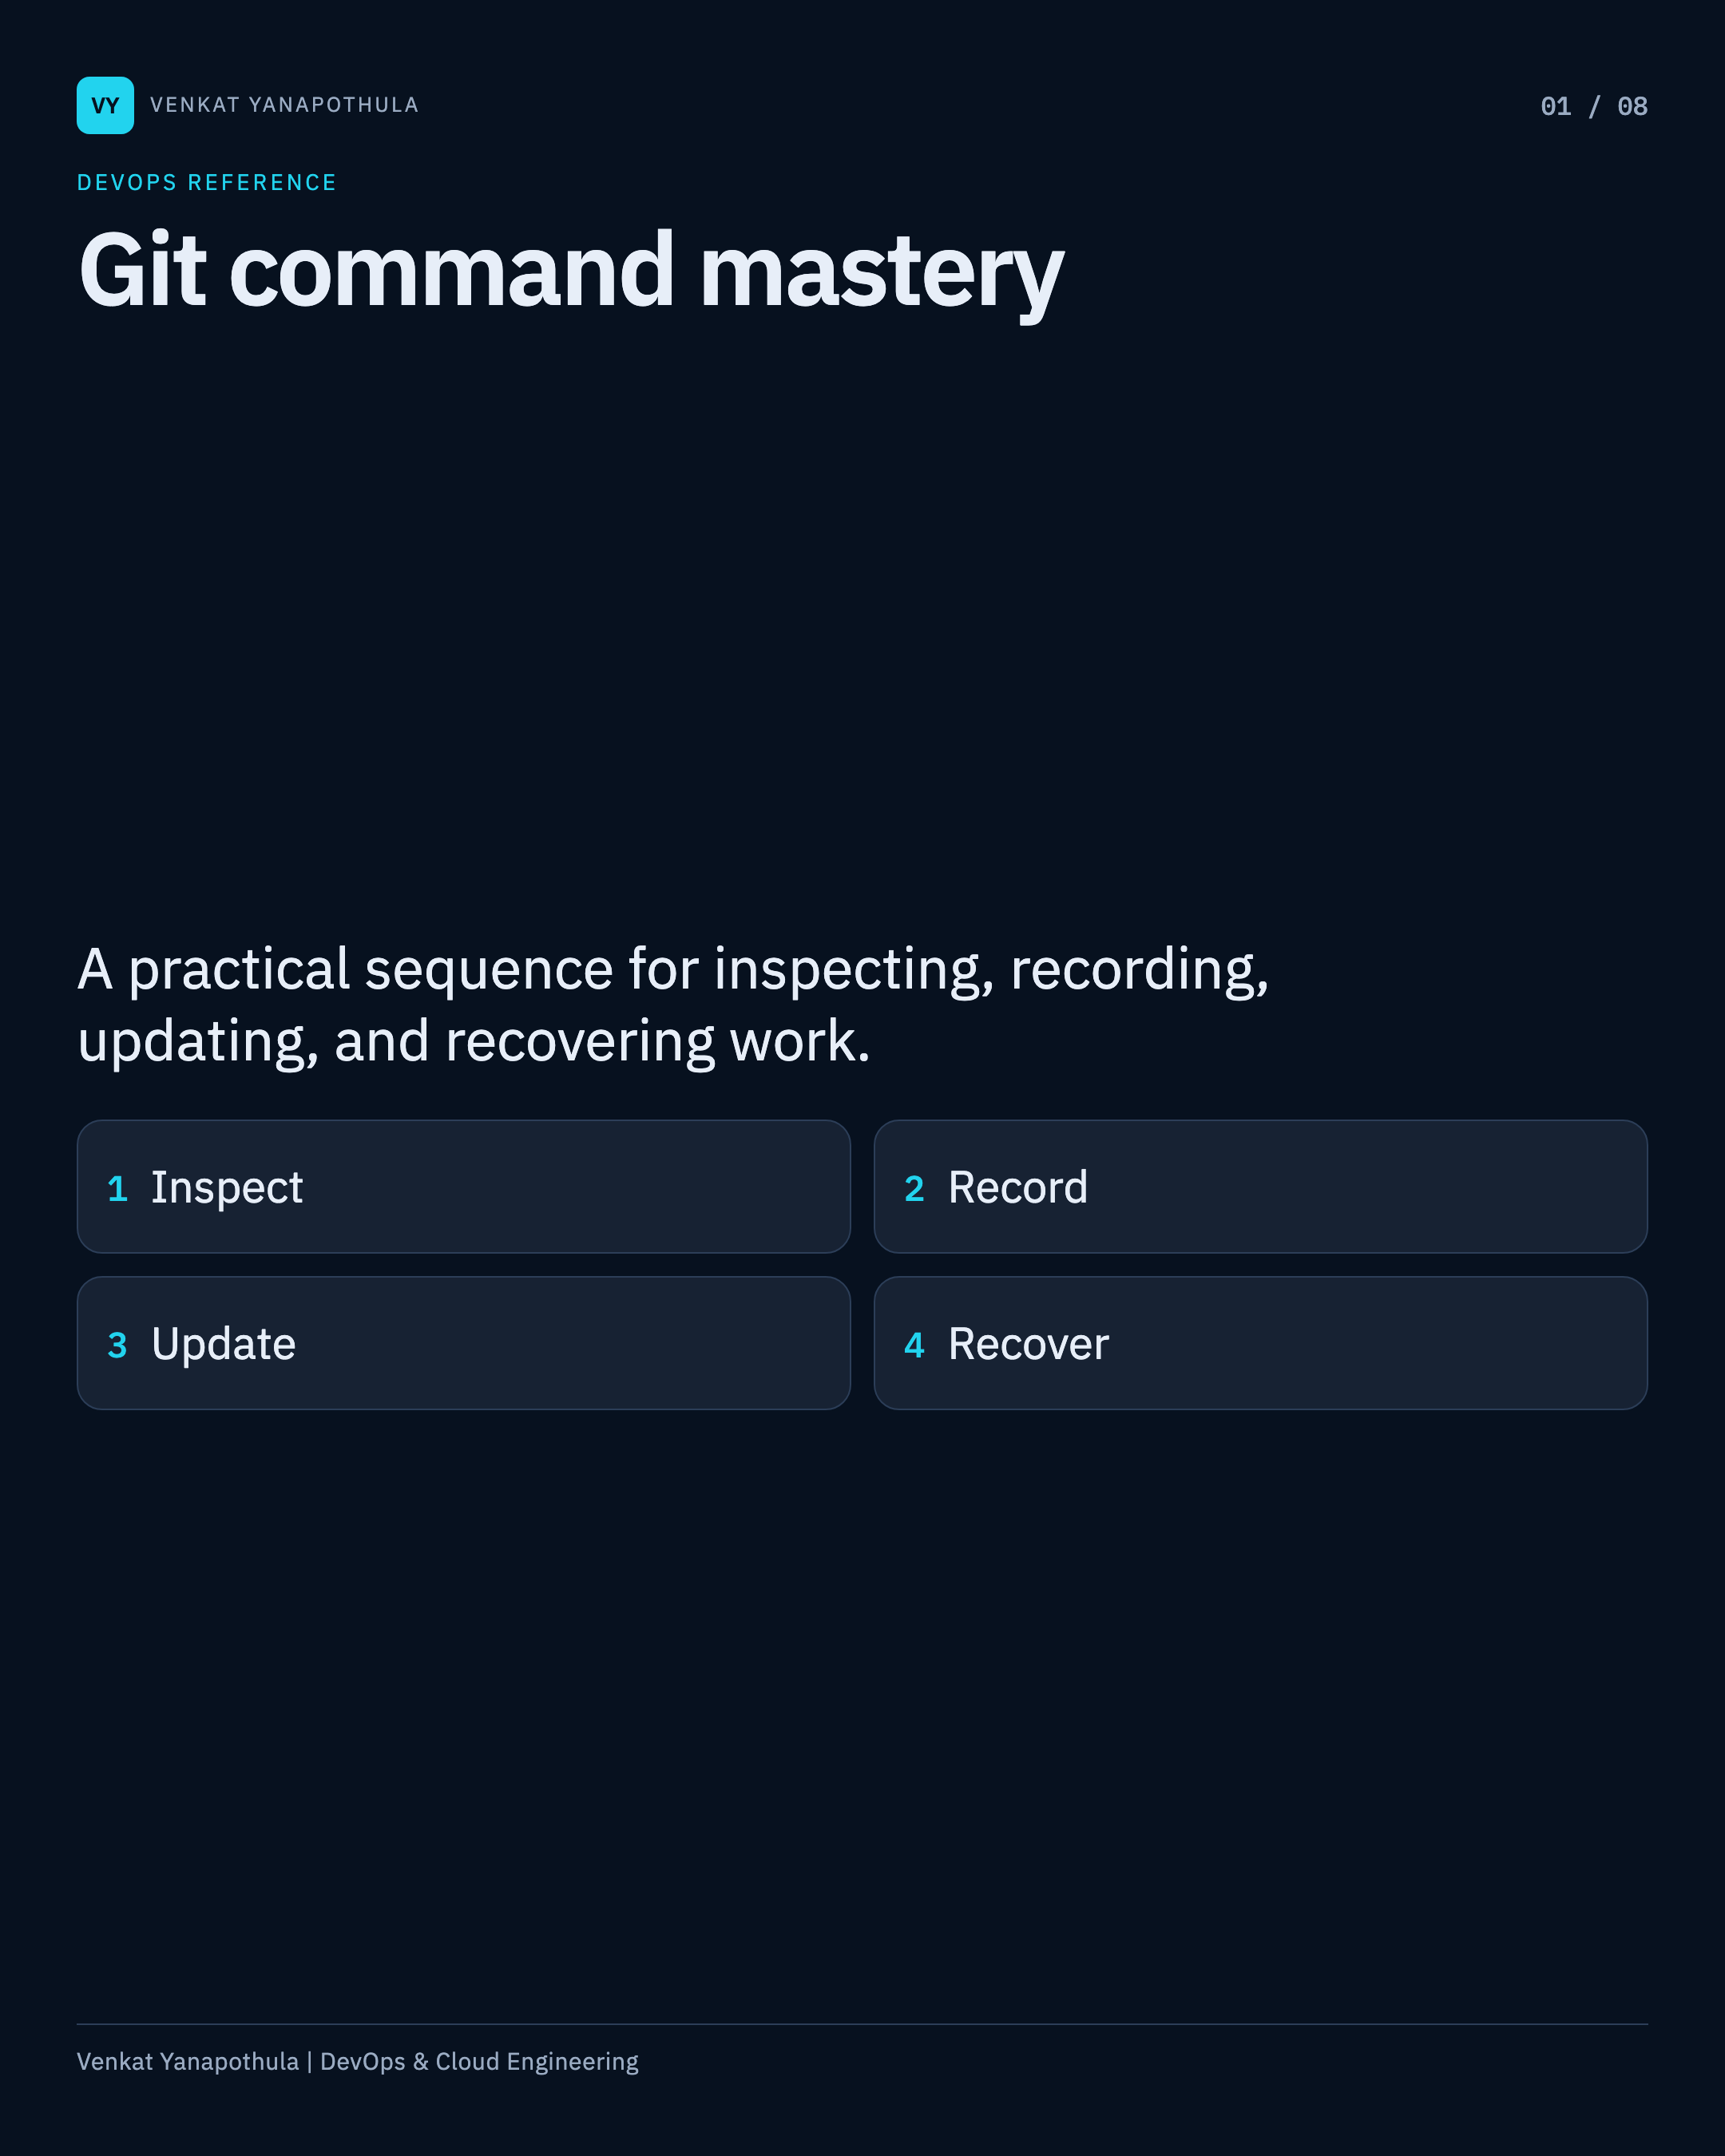 VY VENKAT YANAPOTHULA
01 / 08
DEVOPS REFERENCE
Git command mastery
A practical sequence for inspecting, recording,
updating, and recovering work.
1 Inspect
2 Record
3 Update
4 Recover
Venkat Yanapothula | DevOps & Cloud Engineering